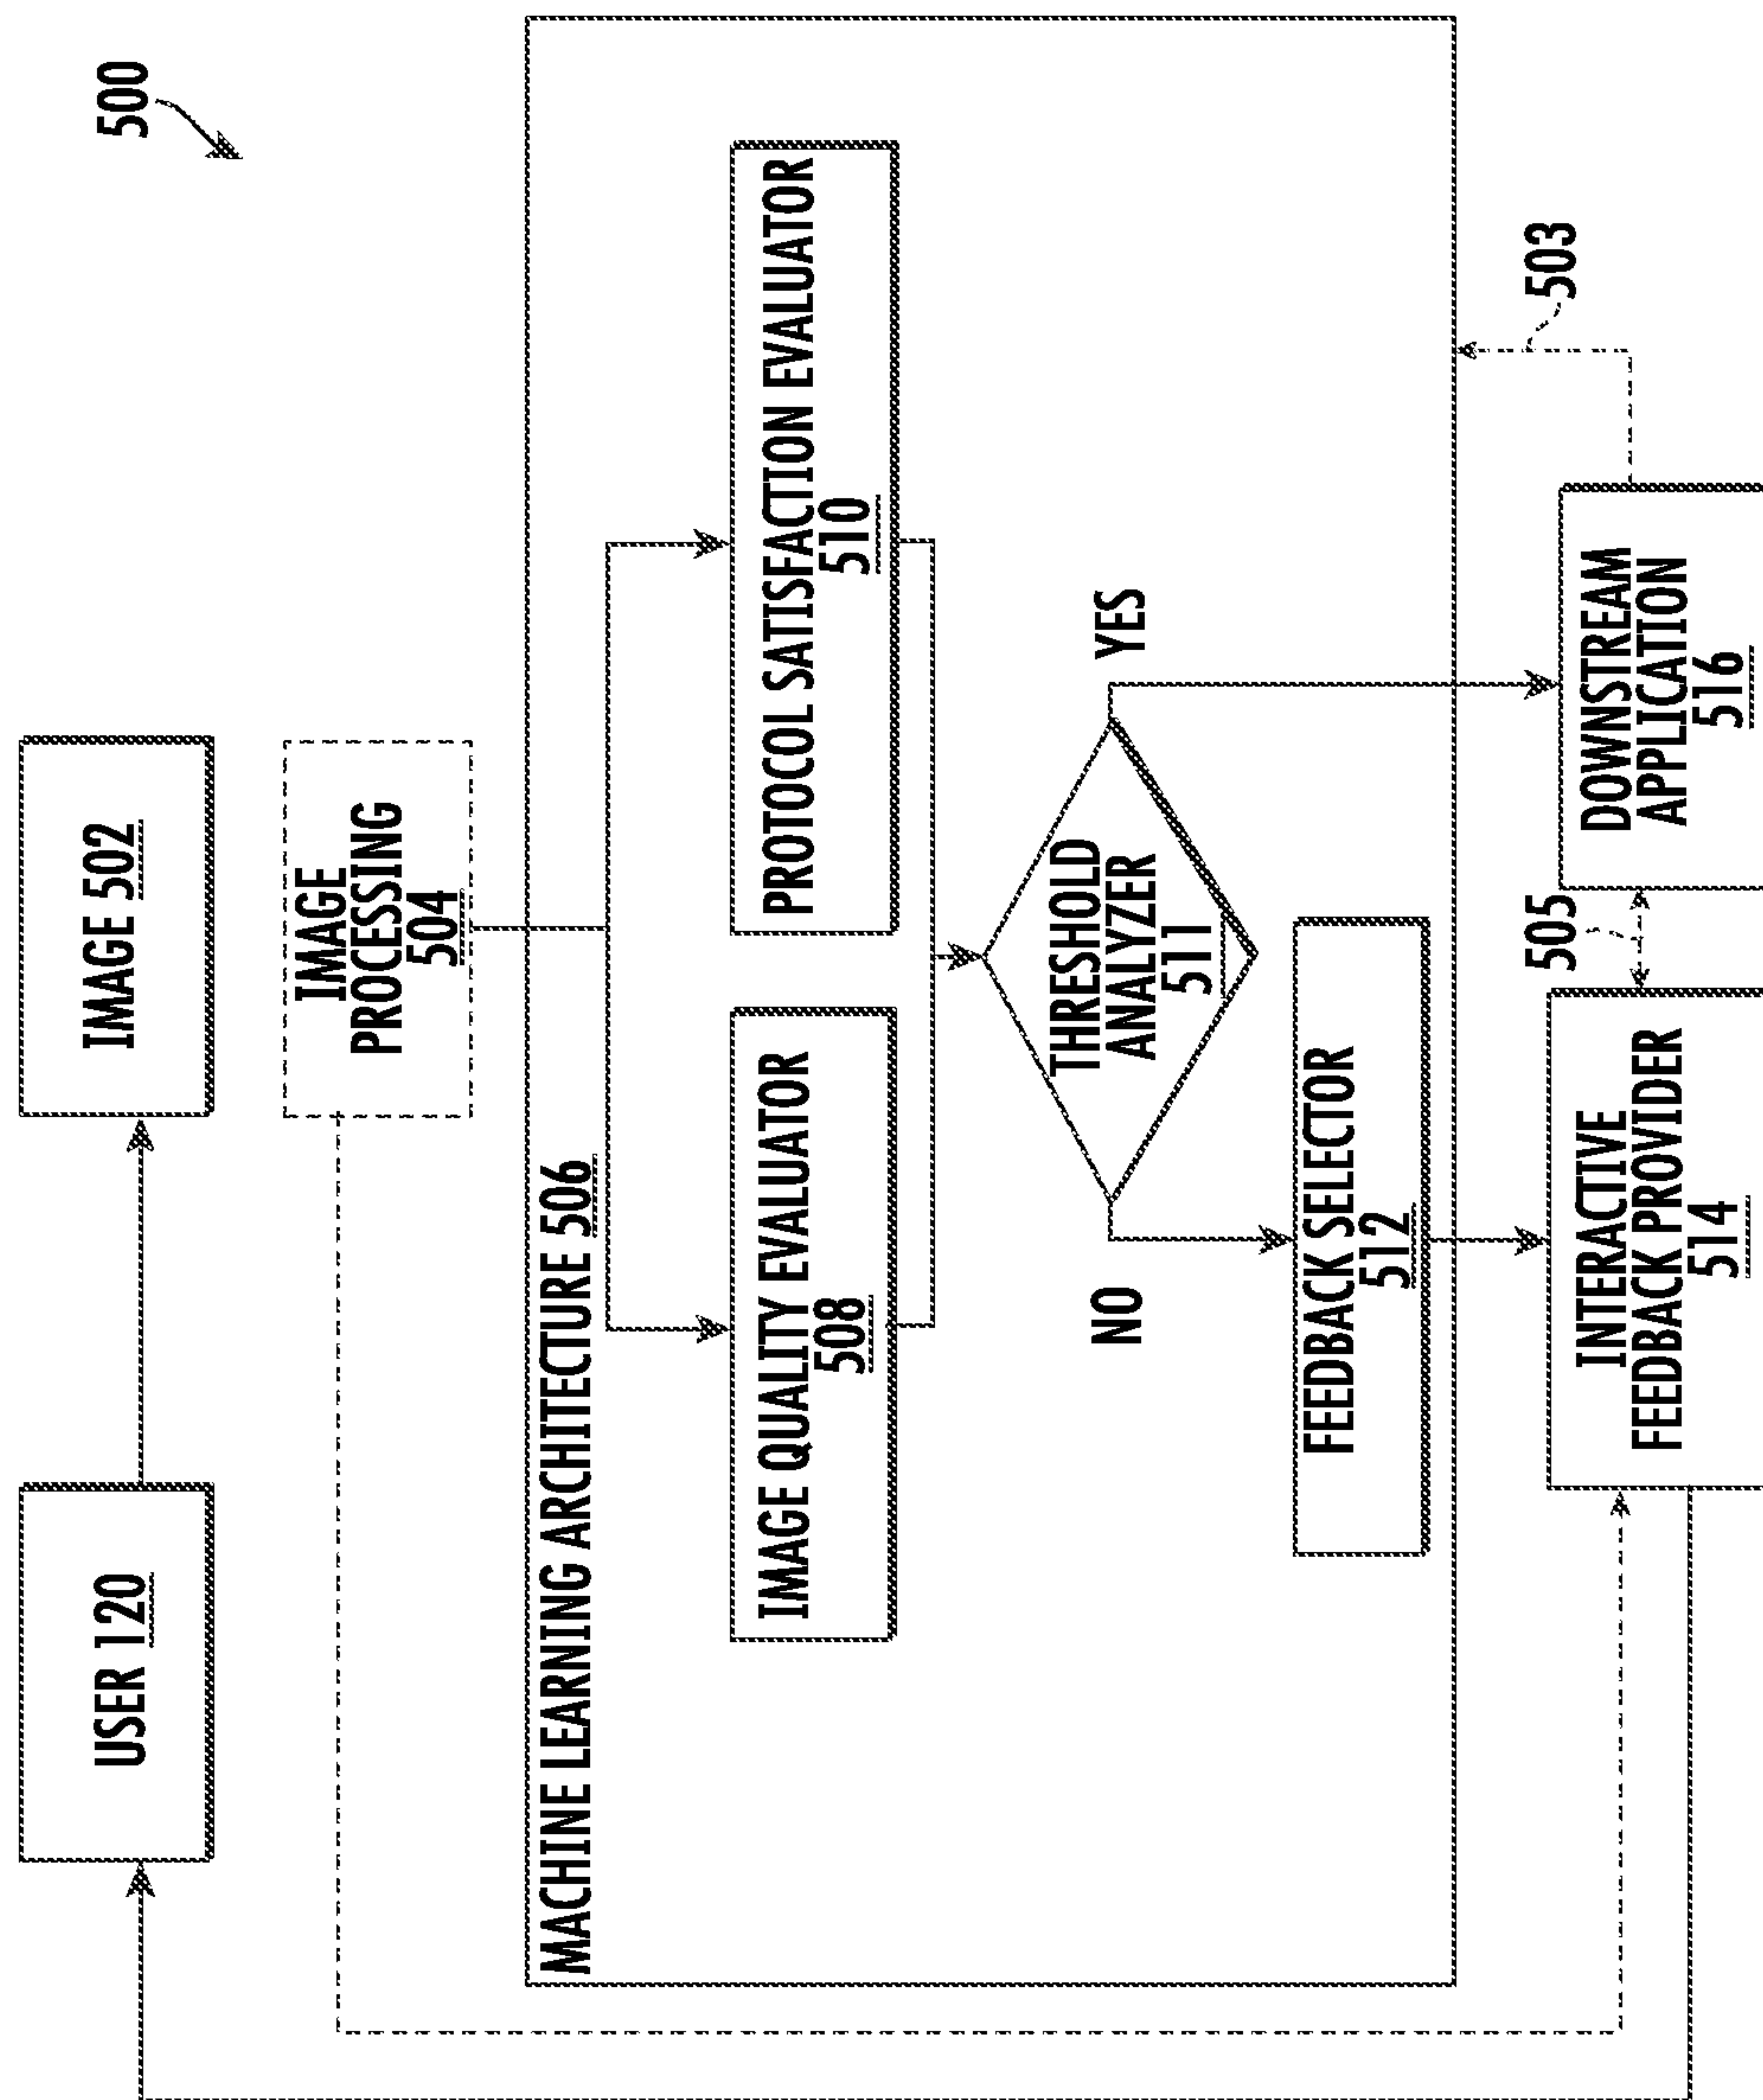 500
USER 120
IMAGE 502
IMAGE
PROCESSING
504
MACHINE LEARNING ARCHITECTURE 506
IMAGE QUALITY EVALUATOR
508
PROTOCOL SATISFACTION EVALUATOR
510
THRESHOLD
ANALYZER
511
NO
YES
FEEDBACK SELECTOR
512
503
505
INTERACTIVE
FEEDBACK PROVIDER
514
DOWNSTREAM
APPLICATION
516